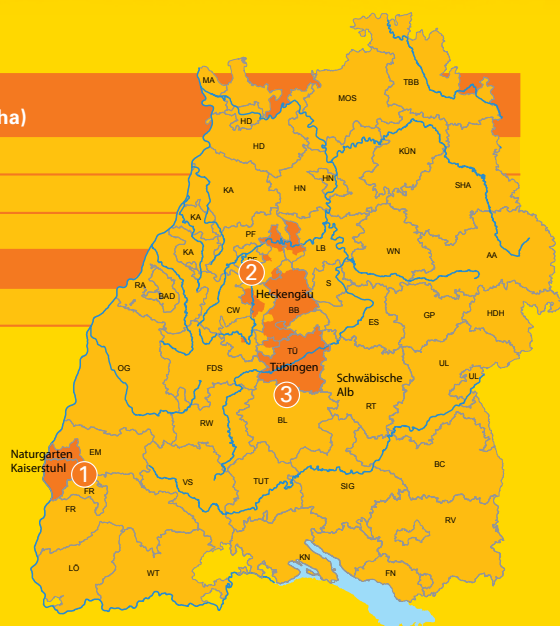 ha)
MA
TBB
MOS
HD
HD
KÜN
HN
HN
KA
SHA
KA
PF
LB
WN
AA
KA
2
S
RA
BAD
Heckengäu
CW
BB
ES
GP
HDH
TÜ
Tübingen
UL
OG
FDS
Schwäbische
Alb
UL
3
RT
BL
RW
Naturgarten
Kaiserstuhl
EM
1
FR
BC
VS
TUT
SIG
FR
RV
KN
LÖ
WT
FN